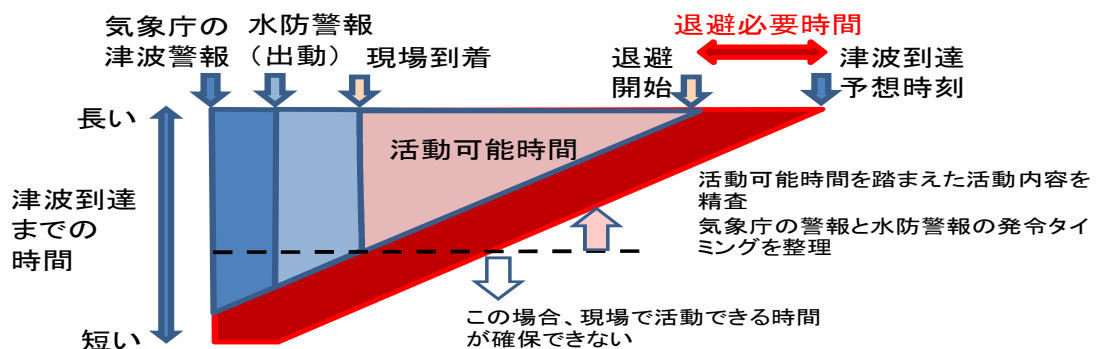 気象庁の
津波警報
水防警報
（出動）
現場到着
退避必要時間
退避
開始
津波到達
予想時刻
長い
活動可能時間
津波到達
までの
時間
活動可能時間を踏まえた活動内容を
精査
気象庁の警報と水防警報の発令タイ
ミングを整理
この場合、現場で活動できる時間
が確保できない
短い